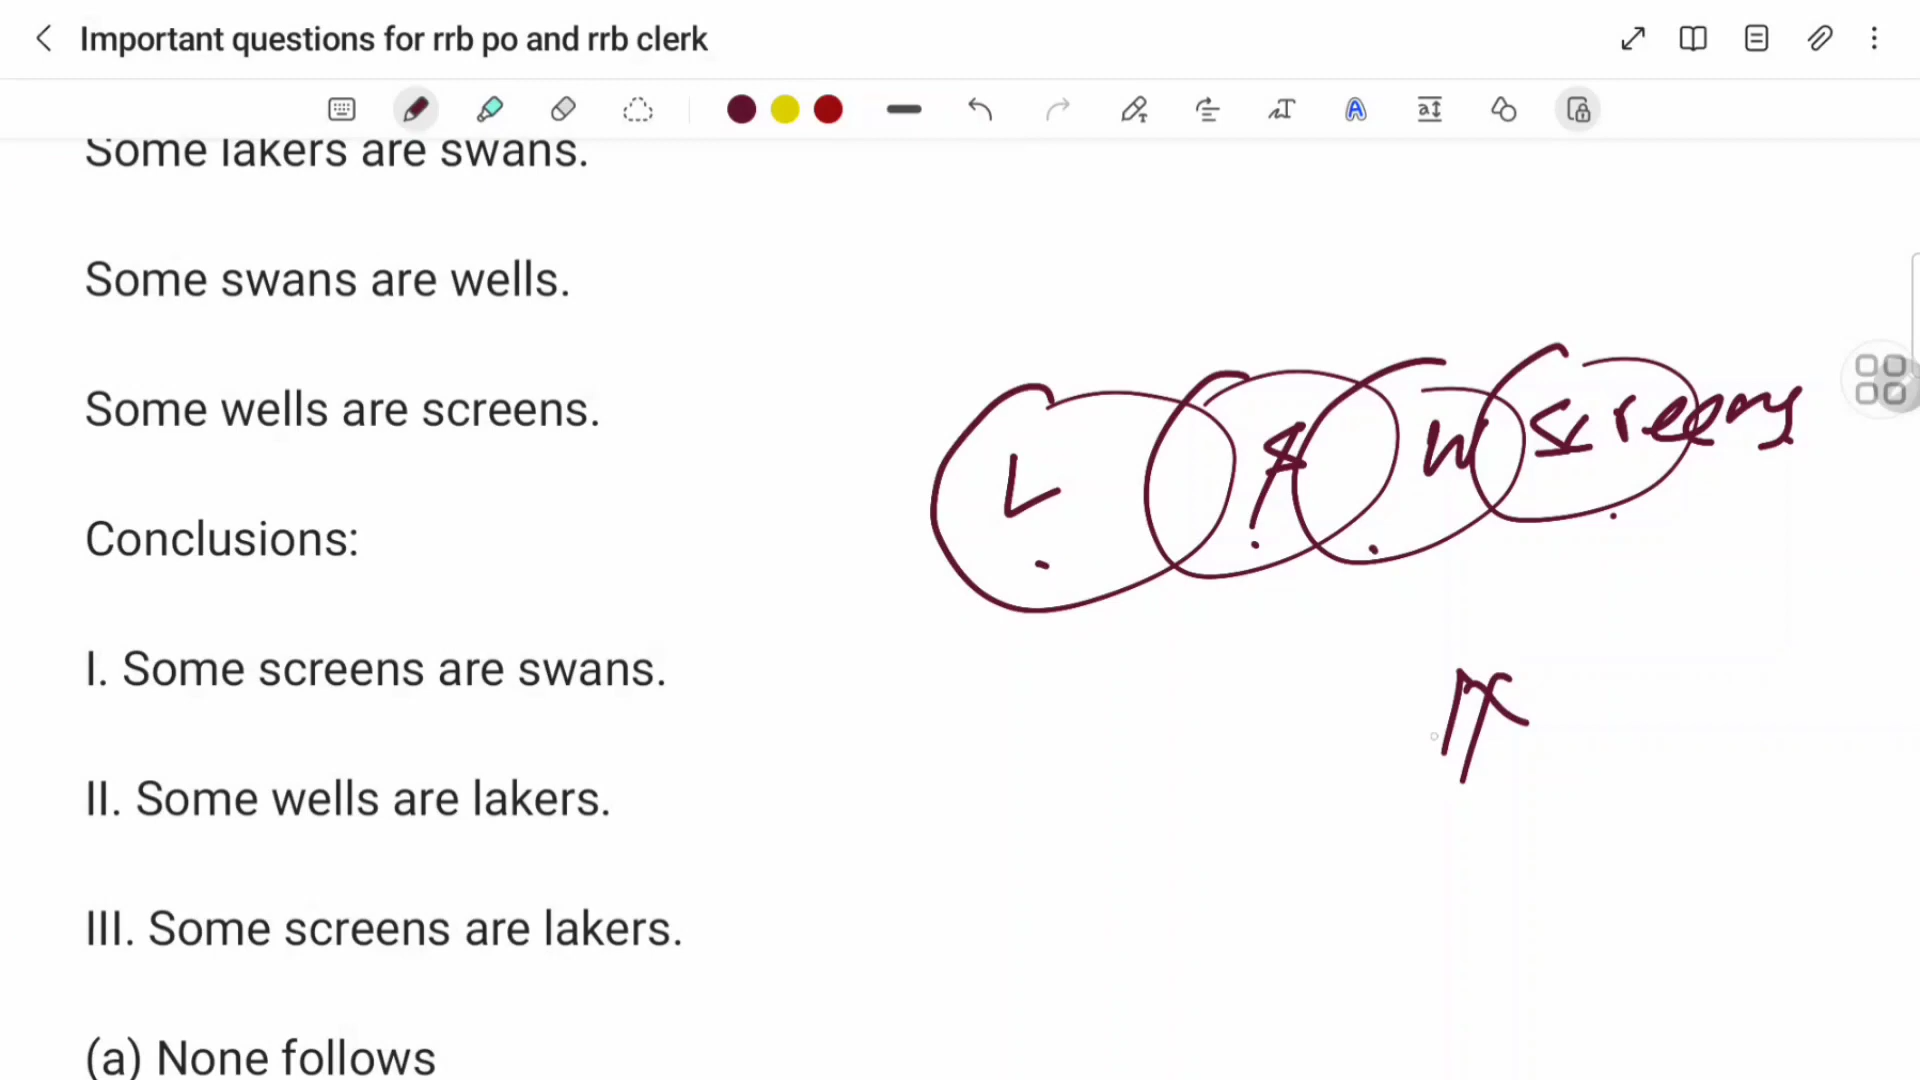 Important questions for rrb po and rrb clerk
Some lakers are swans.
Some swans are wells.
Some wells are screens.
L S W screens
Conclusions:
I. Some screens are swans.
II. Some wells are lakers.
III. Some screens are lakers.
(a) None follows